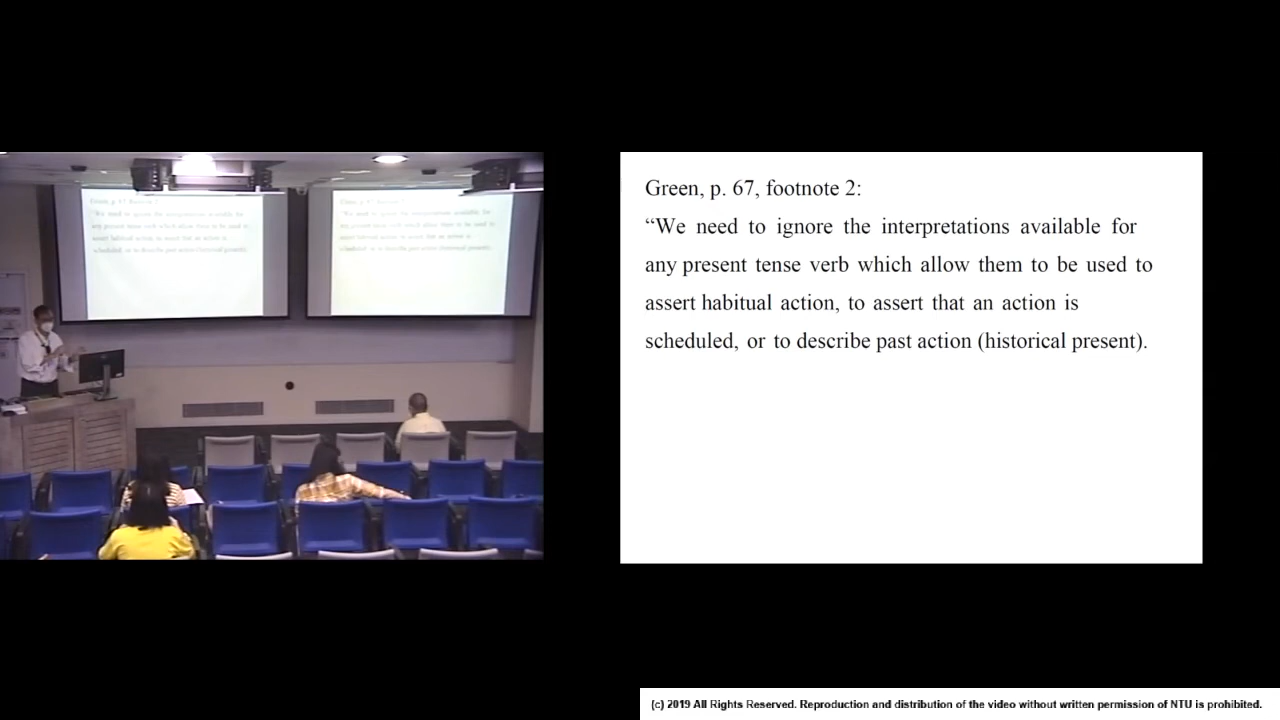 Green, p. 67, footnote 2:
“We need to ignore the interpretations available for
any present tense verb which allow them to be used to
assert habitual action, to assert that an action is
scheduled, or to describe past action (historical present).
(c) 2019 All Rights Reserved. Reproduction and distribution of the video without written permission of NTU is prohibited.